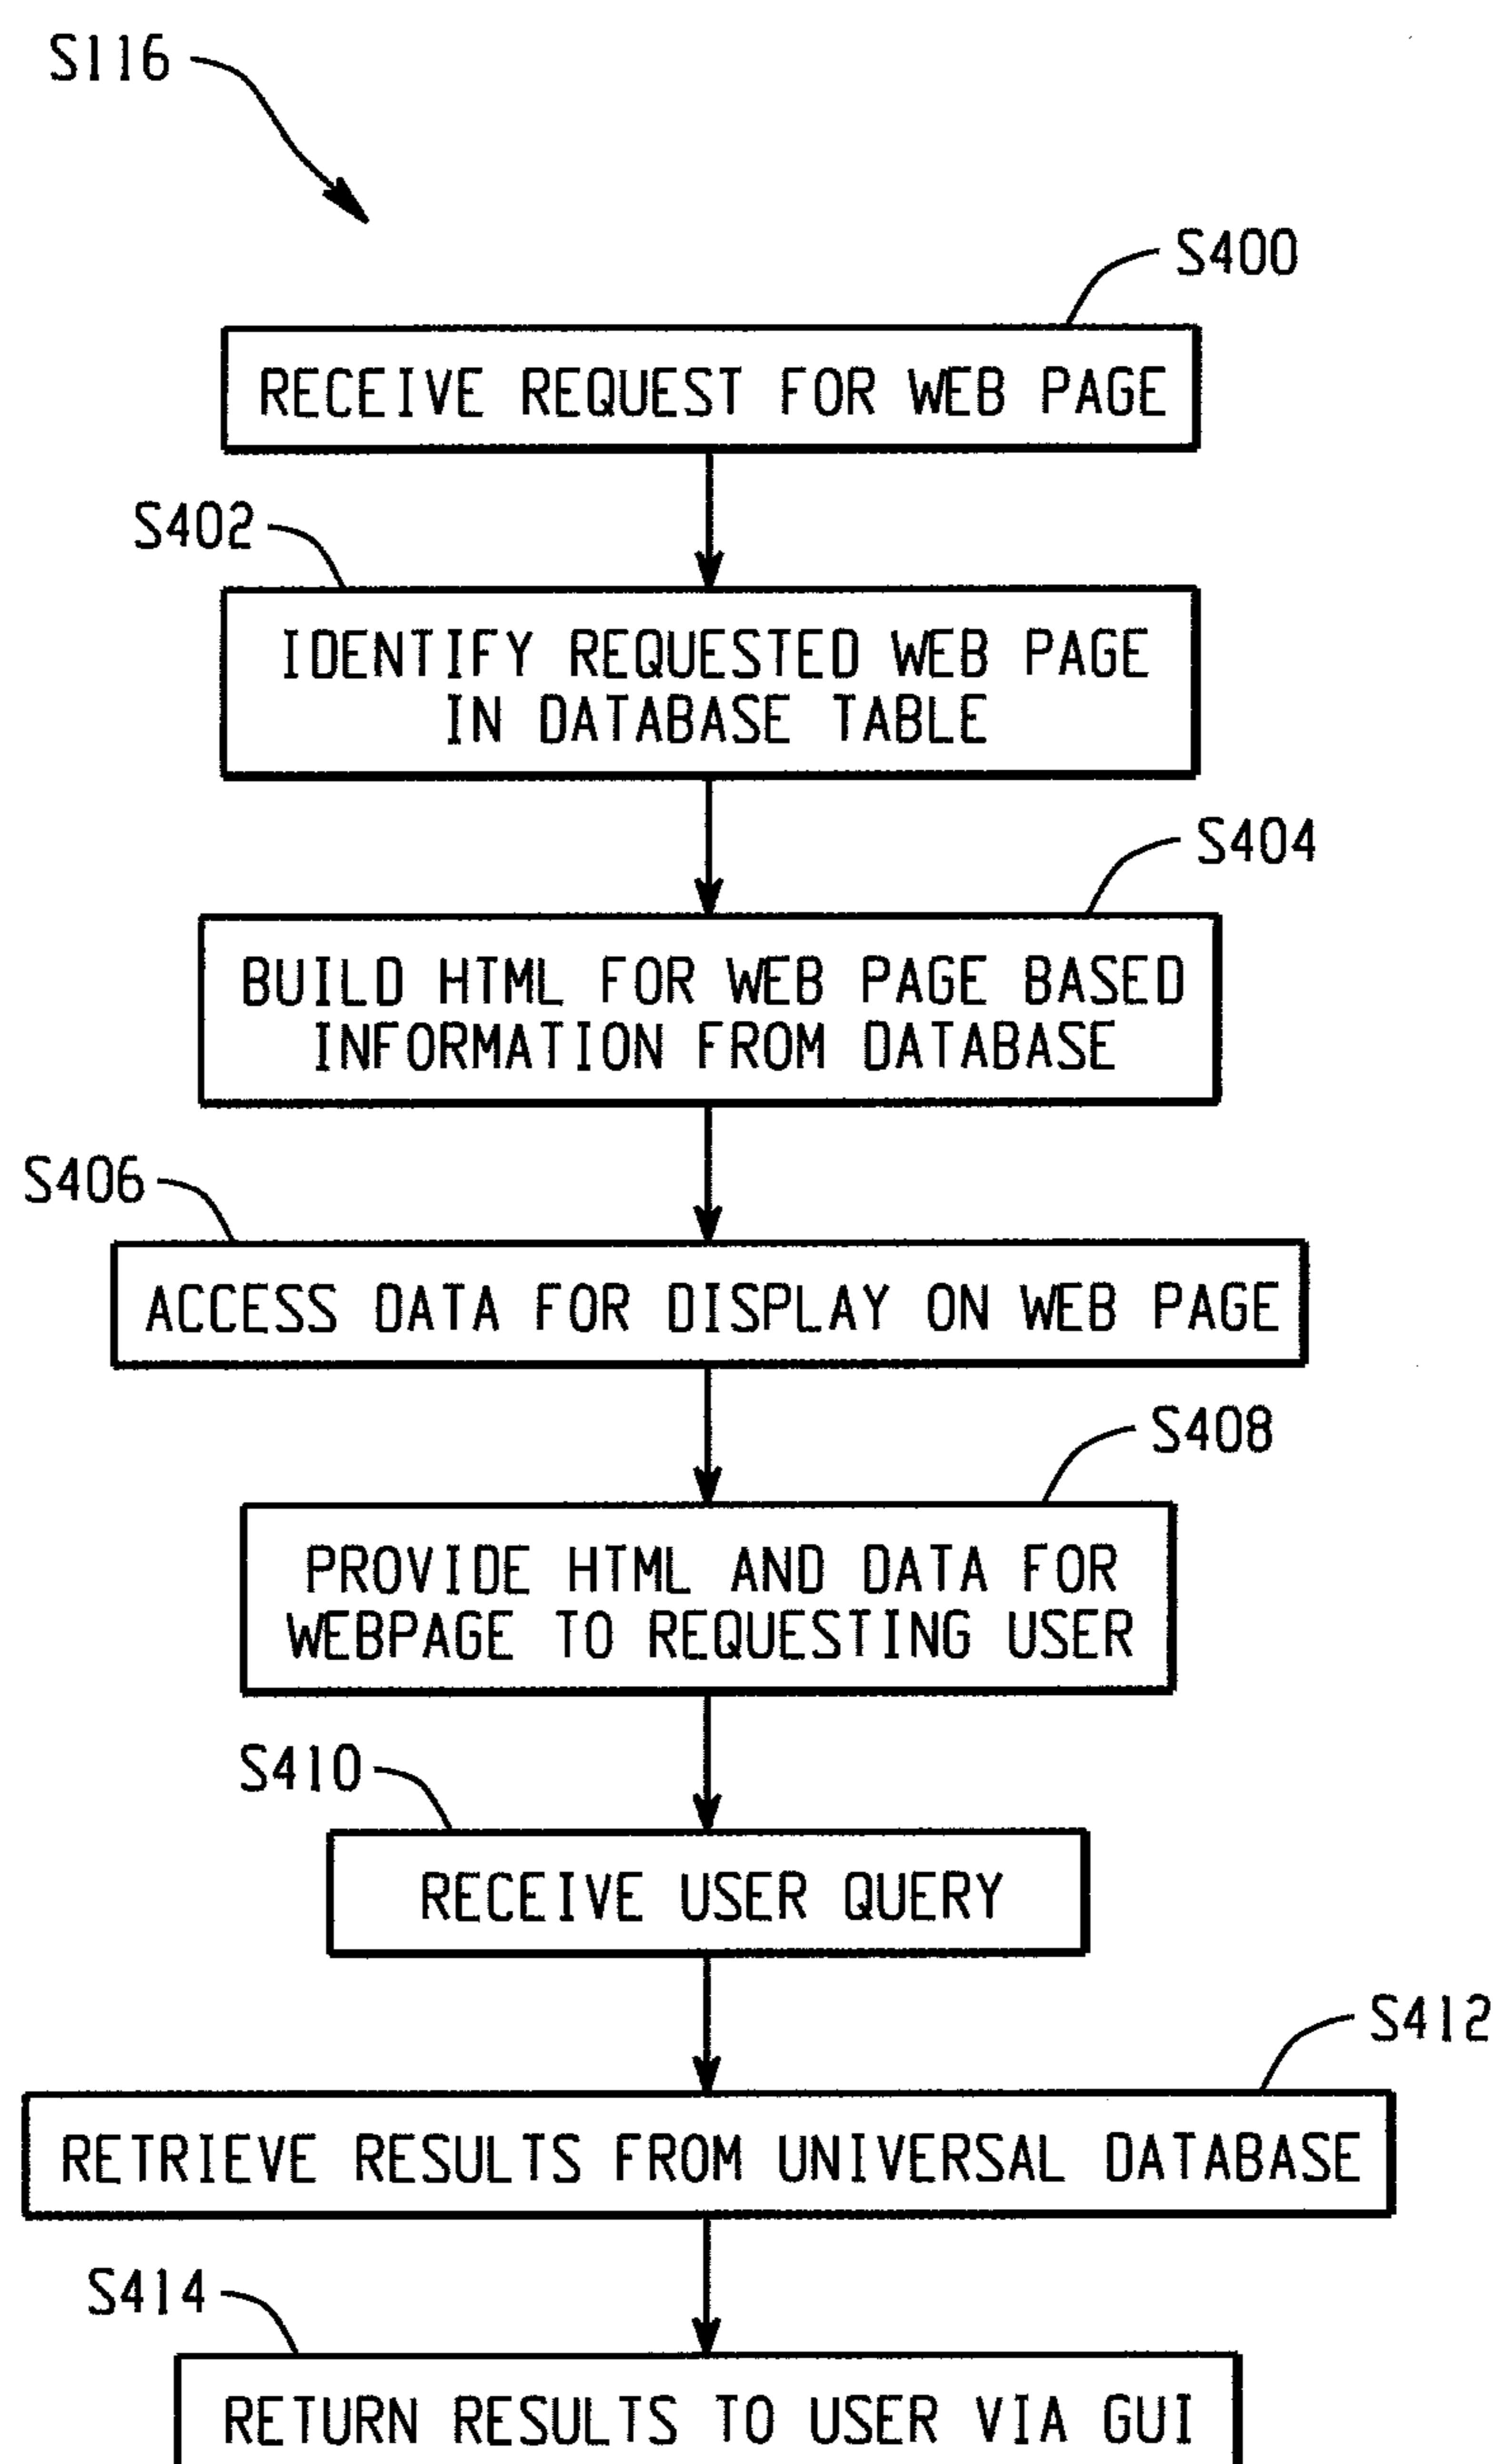 S116
S400
RECEIVE REQUEST FOR WEB PAGE
S402
IDENTIFY REQUESTED WEB PAGE
IN DATABASE TABLE
S404
BUILD HTML FOR WEB PAGE BASED
INFORMATION FROM DATABASE
S406
ACCESS DATA FOR DISPLAY ON WEB PAGE
S408
PROVIDE HTML AND DATA FOR
WEBPAGE TO REQUESTING USER
S410
RECEIVE USER QUERY
S412
RETRIEVE RESULTS FROM UNIVERSAL DATABASE
S414
RETURN RESULTS TO USER VIA GUI